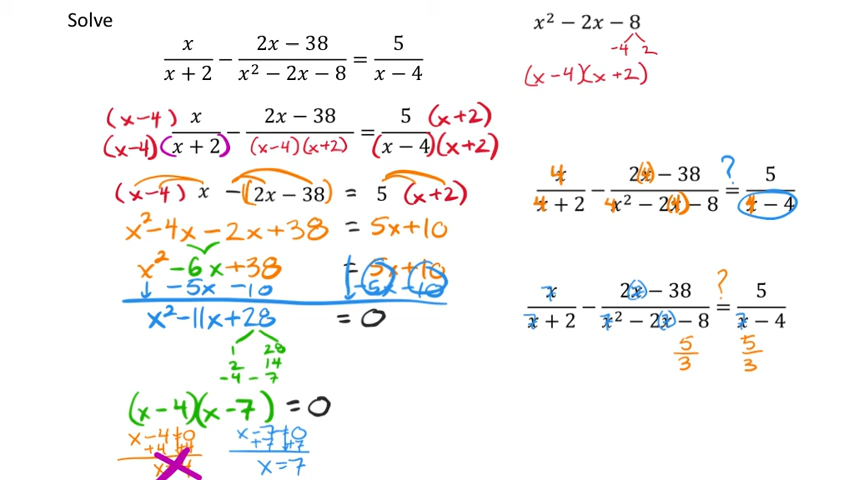 Solve
x/(x + 2) − (2x − 38)/(x² − 2x − 8) = 5/(x − 4)
(x−4) x (x+2)
(x−4)(x + 2) − (2x − 38)/((x−4)(x+2)) = 5/(x − 4)(x+2)
(x−4) x − 1(2x − 38) = 5 (x+2)
x²−4x−2x+38 = 5x+10
x² −6x+38 = 5x+10
−5x −10 −5x −10
x²−11x+28 = 0
1 28
2 14
−4 −7
(x−4)(x−7) = 0
x−4=0 x−7=0
+4 +4 +7 +7
x=4 x=7
x² − 2x − 8
−4 2
(x−4)(x+2)
4/(4 + 2) − (2(4) − 38)/(4² − 2(4) − 8) =? 5/(4 − 4)
7/(7 + 2) − (2(7) − 38)/(7² − 2(7) − 8) =? 5/(7 − 4)
5/3 5/3